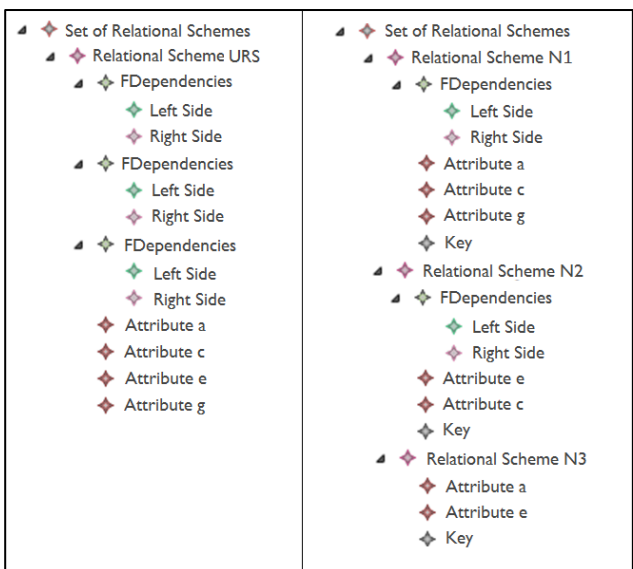 Set of Relational Schemes
Relational Scheme URS
FDependencies
Left Side
Right Side
FDependencies
Left Side
Right Side
FDependencies
Left Side
Right Side
Attribute a
Attribute c
Attribute e
Attribute g
Set of Relational Schemes
Relational Scheme N1
FDependencies
Left Side
Right Side
Attribute a
Attribute c
Attribute g
Key
Relational Scheme N2
FDependencies
Left Side
Right Side
Attribute e
Attribute c
Key
Relational Scheme N3
Attribute a
Attribute e
Key